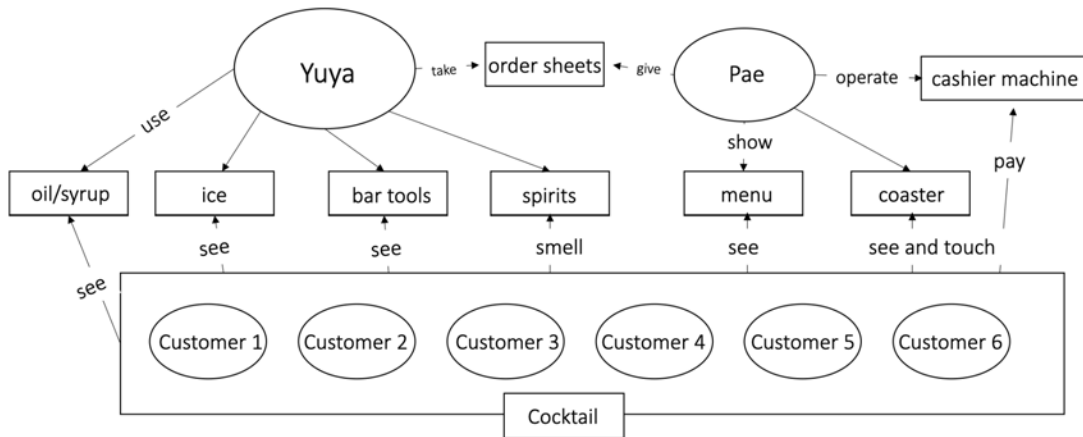 Yuya
take
order sheets
give
Pae
operate
cashier machine
use
show
pay
oil/syrup
ice
bar tools
spirits
menu
coaster
see
see
see
smell
see
see and touch
Customer 1
Customer 2
Customer 3
Customer 4
Customer 5
Customer 6
Cocktail